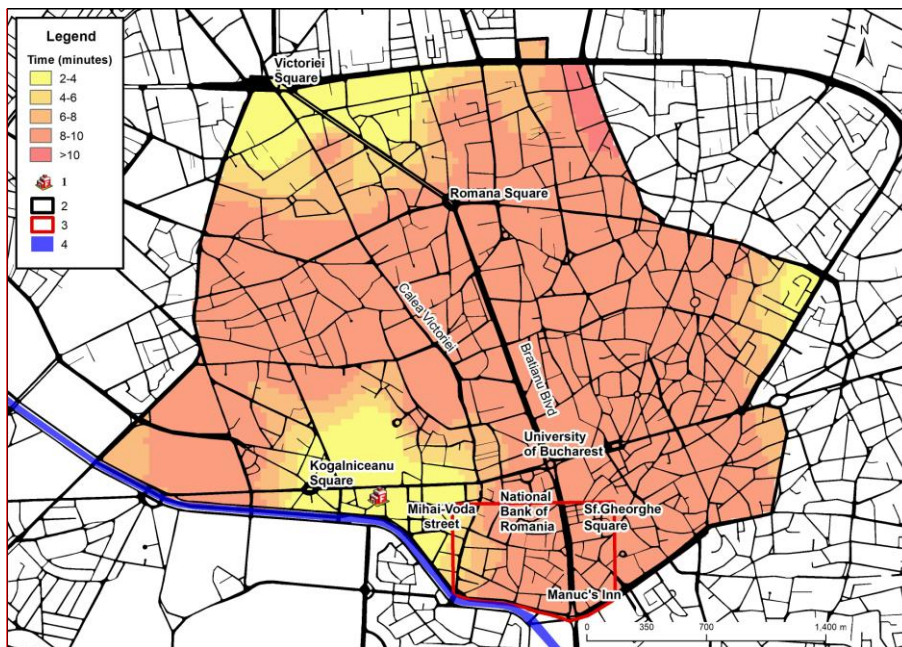 Legend
Time (minutes)
2-4
4-6
6-8
8-10
>10
1
2
3
4
N
Victoriei
Square
Romana Square
Calea Victoriei
Bratianu Blvd
University
of Bucharest
Kogalniceanu
Square
Mihai-Voda
street
National
Bank of
Romania
Sf.Gheorghe
Square
Manuc's Inn
0 350 700 1,400 m